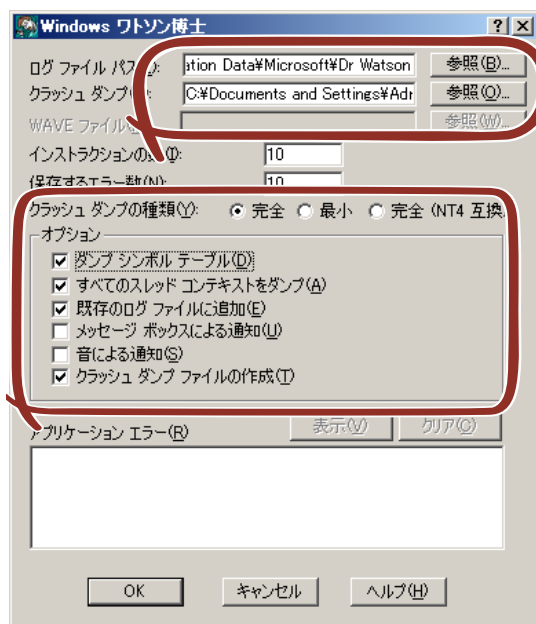 Windows ワトソン博士
ログ ファイル パス ation Data¥Microsoft¥Dr Watson 参照(B)...
クラッシュ ダンプ C:¥Documents and Settings¥Adr 参照(O)...
WAVE ファイル 参照(W)...
インストラクションの数(I): 10
保存するエラー数(N): 10
クラッシュ ダンプの種類(Y): 完全 最小 完全 (NT4 互換
オプション
ダンプ シンボル テーブル(D)
すべてのスレッド コンテキストをダンプ(A)
既存のログ ファイルに追加(E)
メッセージ ボックスによる通知(U)
音による通知(S)
クラッシュ ダンプ ファイルの作成(T)
アプリケーション エラー(R) 表示(V) クリア(C)
OK キャンセル ヘルプ(H)